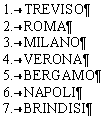 1.→TREVISO¶
2.→ROMA¶
3.→MILANO¶
4.→VERONA¶
5.→BERGAMO¶
6.→NAPOLI¶
7.→BRINDISI¶